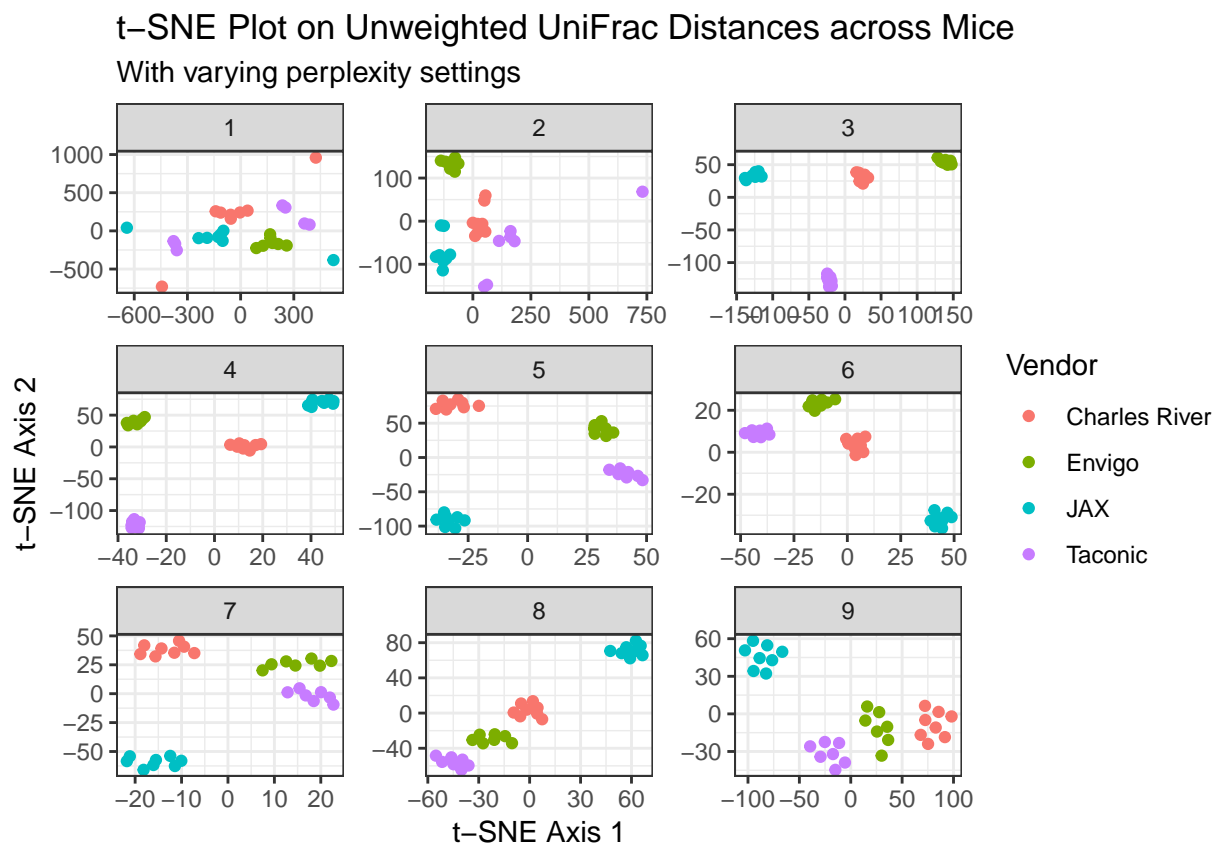 t−SNE Plot on Unweighted UniFrac Distances across Mice
With varying perplexity settings
1
2
3
1000
500
0
−500
−600 −300 0 300
100
0
−100
0 250 500 750
50
0
−50
−100
−150 −100 −50 0 50 100 150
4
5
6
50
0
−50
−100
−40 −20 0 20 40
50
0
−50
−100
−25 0 25 50
20
0
−20
−50 −25 0 25 50
7
8
9
50
25
0
−25
−50
−20 −10 0 10 20
80
40
0
−40
−60 −30 0 30 60
60
30
0
−30
−100 −50 0 50 100
t−SNE Axis 2
t−SNE Axis 1
Vendor
Charles River
Envigo
JAX
Taconic